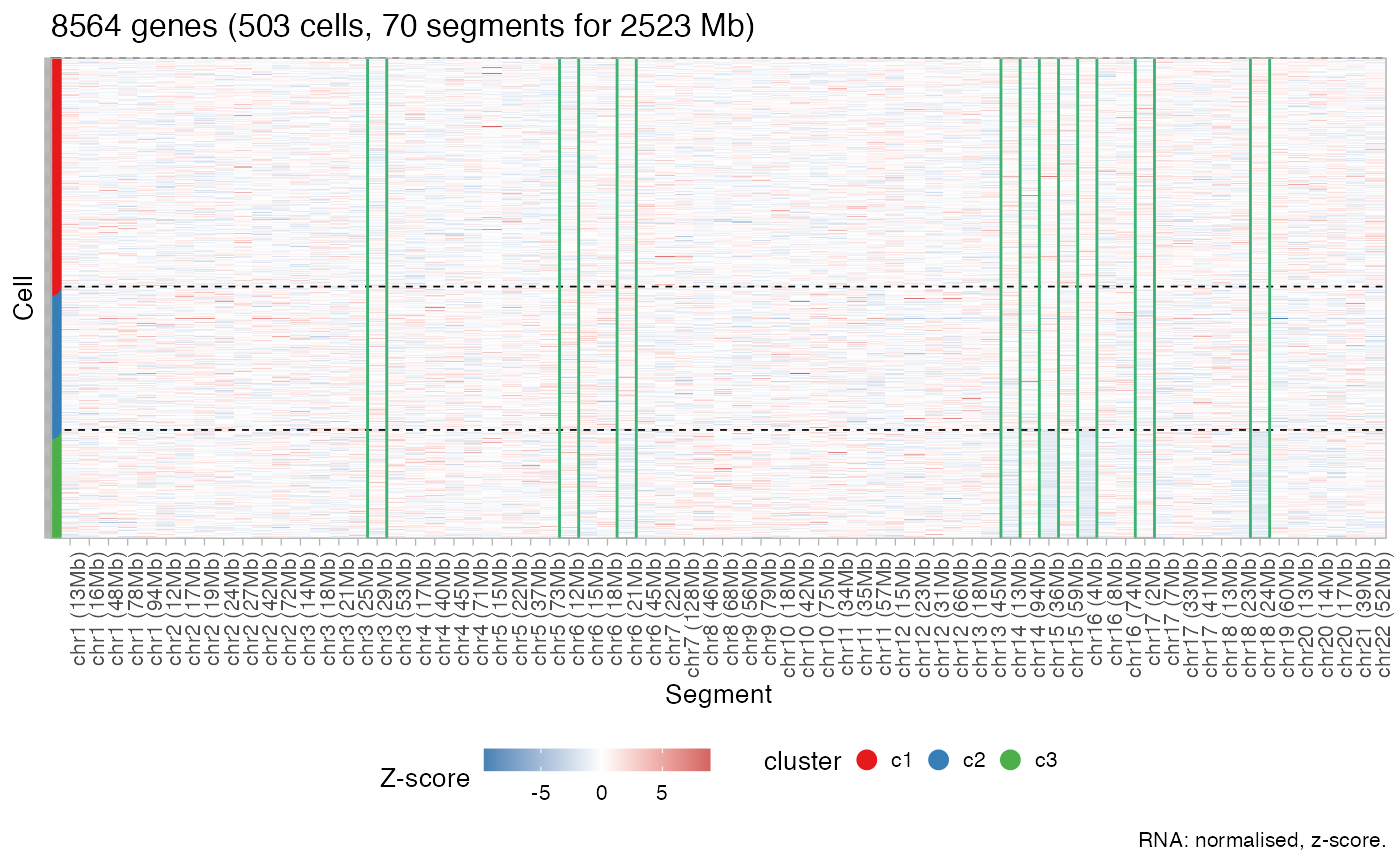 8564 genes (503 cells, 70 segments for 2523 Mb)
Cell
chr1 (13Mb)
chr1 (16Mb)
chr1 (48Mb)
chr1 (78Mb)
chr1 (94Mb)
chr2 (12Mb)
chr2 (17Mb)
chr2 (19Mb)
chr2 (24Mb)
chr2 (27Mb)
chr2 (42Mb)
chr2 (72Mb)
chr3 (14Mb)
chr3 (18Mb)
chr3 (21Mb)
chr3 (25Mb)
chr3 (29Mb)
chr3 (53Mb)
chr4 (17Mb)
chr4 (40Mb)
chr4 (45Mb)
chr4 (71Mb)
chr5 (15Mb)
chr5 (22Mb)
chr5 (37Mb)
chr5 (73Mb)
chr6 (12Mb)
chr6 (15Mb)
chr6 (18Mb)
chr6 (21Mb)
chr6 (45Mb)
chr7 (22Mb)
chr7 (128Mb)
chr8 (46Mb)
chr8 (68Mb)
chr9 (56Mb)
chr9 (79Mb)
chr10 (18Mb)
chr10 (42Mb)
chr10 (75Mb)
chr11 (34Mb)
chr11 (35Mb)
chr11 (57Mb)
chr12 (15Mb)
chr12 (23Mb)
chr12 (31Mb)
chr12 (66Mb)
chr13 (18Mb)
chr13 (45Mb)
chr14 (13Mb)
chr14 (94Mb)
chr15 (36Mb)
chr15 (59Mb)
chr16 (4Mb)
chr16 (8Mb)
chr16 (74Mb)
chr17 (2Mb)
chr17 (7Mb)
chr17 (33Mb)
chr17 (41Mb)
chr18 (13Mb)
chr18 (23Mb)
chr18 (24Mb)
chr19 (60Mb)
chr20 (13Mb)
chr20 (14Mb)
chr20 (17Mb)
chr21 (39Mb)
chr22 (52Mb)
Segment
Z-score
-5 0 5
cluster c1 c2 c3
RNA: normalised, z-score.